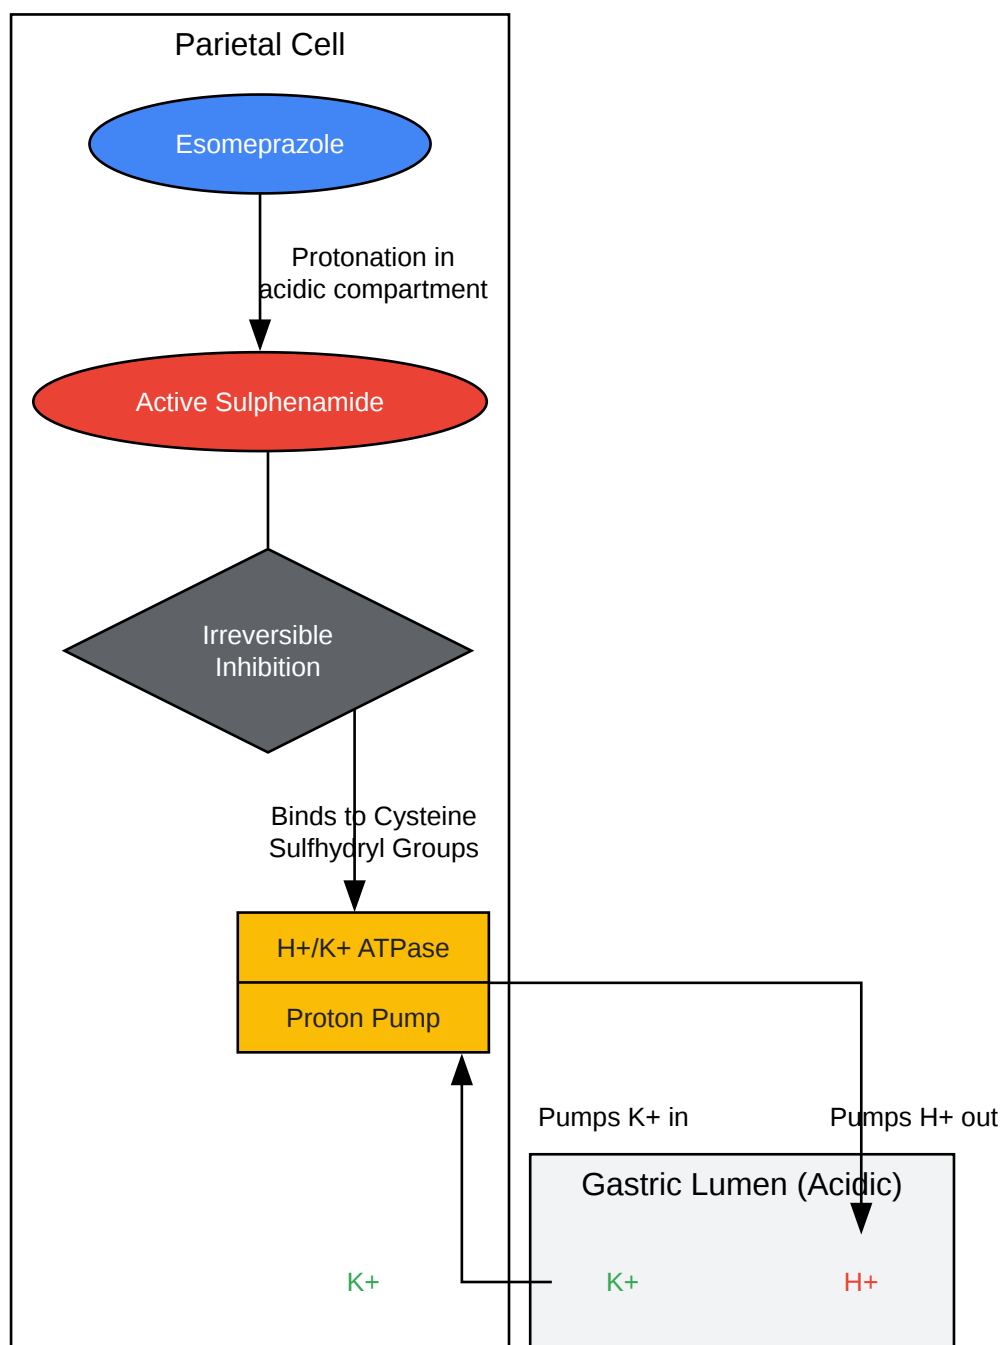 Parietal Cell
Esomeprazole
Protonation in
acidic compartment
Active Sulphenamide
Irreversible
Inhibition
Binds to Cysteine
Sulfhydryl Groups
H+/K+ ATPase
Proton Pump
Pumps K+ in
Pumps H+ out
Gastric Lumen (Acidic)
K+
K+
H+